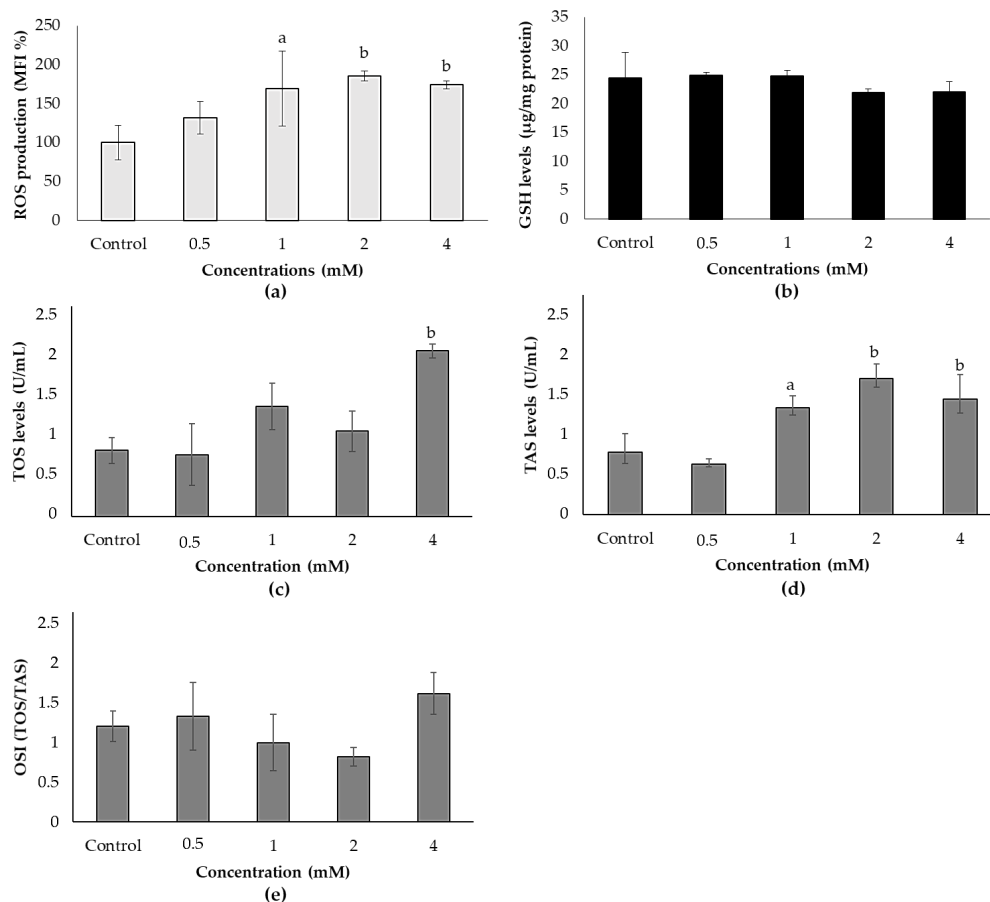 ROS production (MFI %)
250
200
150
100
50
0
a
b
b
Control 0.5 1 2 4
Concentrations (mM)
(a)
GSH levels (µg/mg protein)
35
30
25
20
15
10
5
0
Control 0.5 1 2 4
Concentrations (mM)
(b)
TOS levels (U/mL)
2.5
2
1.5
1
0.5
0
b
Control 0.5 1 2 4
Concentration (mM)
(c)
TAS levels (U/mL)
2.5
2
1.5
1
0.5
0
a
b
b
Control 0.5 1 2 4
Concentration (mM)
(d)
OSI (TOS/TAS)
2.5
2
1.5
1
0.5
0
Control 0.5 1 2 4
Concentration (mM)
(e)